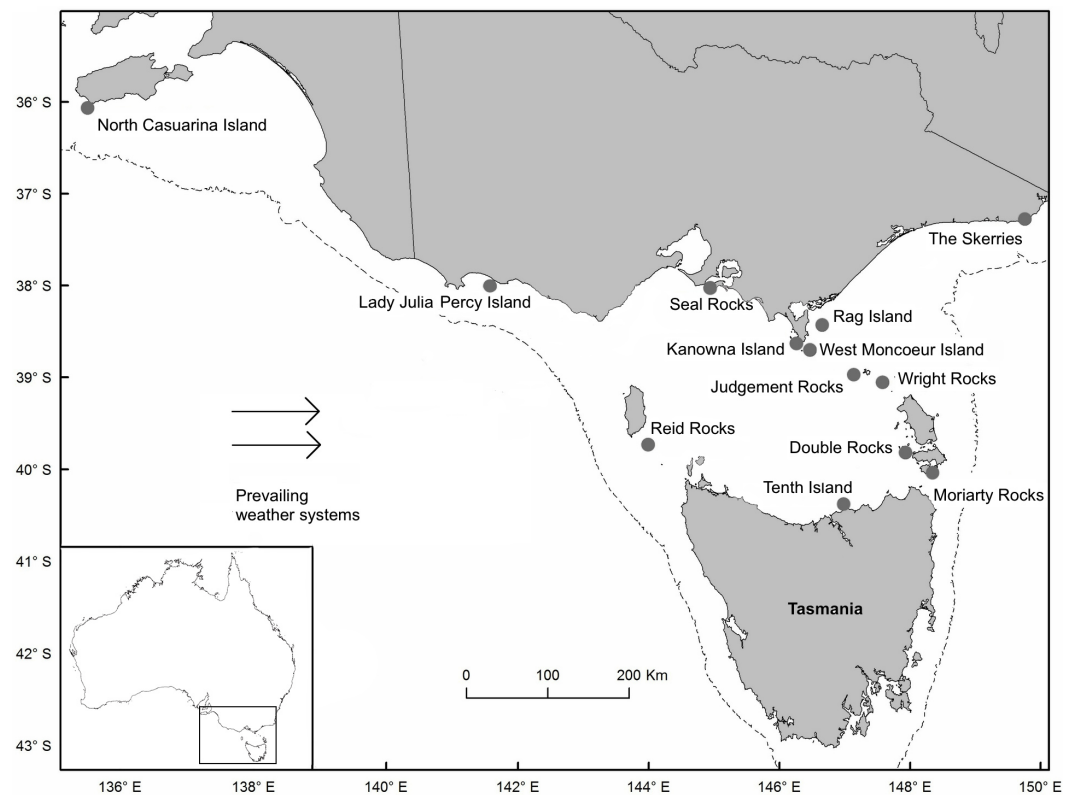 36° S
North Casuarina Island
37° S
The Skerries
38° S
Lady Julia Percy Island
Seal Rocks
Rag Island
Kanowna Island
West Moncoeur Island
39° S
Judgement Rocks
Wright Rocks
Reid Rocks
Double Rocks
40° S
Tenth Island
Moriarty Rocks
Prevailing
weather systems
41° S
Tasmania
42° S
0 100 200 Km
43° S
136° E 138° E 140° E 142° E 144° E 146° E 148° E 150° E